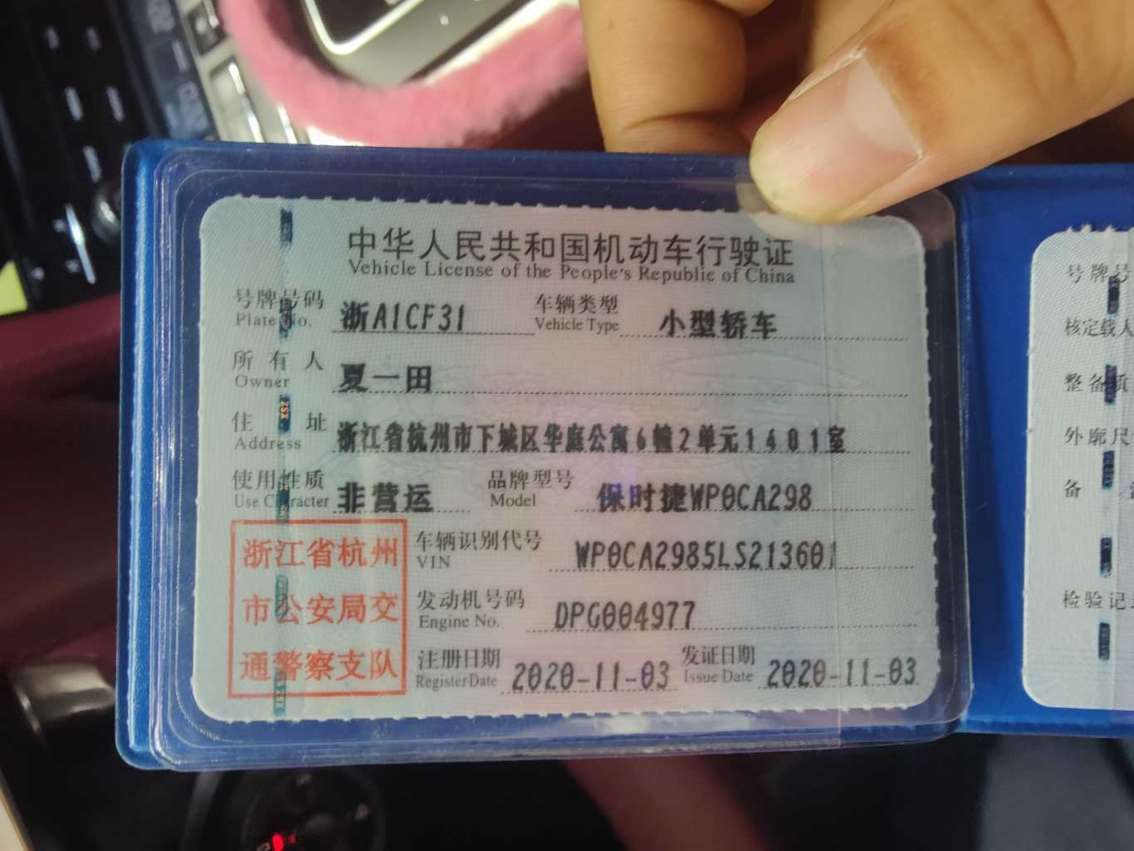 中华人民共和国机动车行驶证
Vehicle License of the People's Republic of China
号牌号码 浙A1CF31 车辆类型 小型轿车
Plate No. Vehicle Type
所有人 夏一田
Owner
住址 浙江省杭州市下城区华庭公寓6幢2单元1401室
Address
使用性质 非营运 品牌型号 保时捷WP0CA298
Use Character Model
浙江省杭州
市公安局交
通警察支队
车辆识别代号 WP0CA2985LS213601
VIN
发动机号码 DPG004977
Engine No.
注册日期 2020-11-03 发证日期 2020-11-03
Register Date Issue Date
号牌号
核定载人
整备质
外廓尺
备
检验记